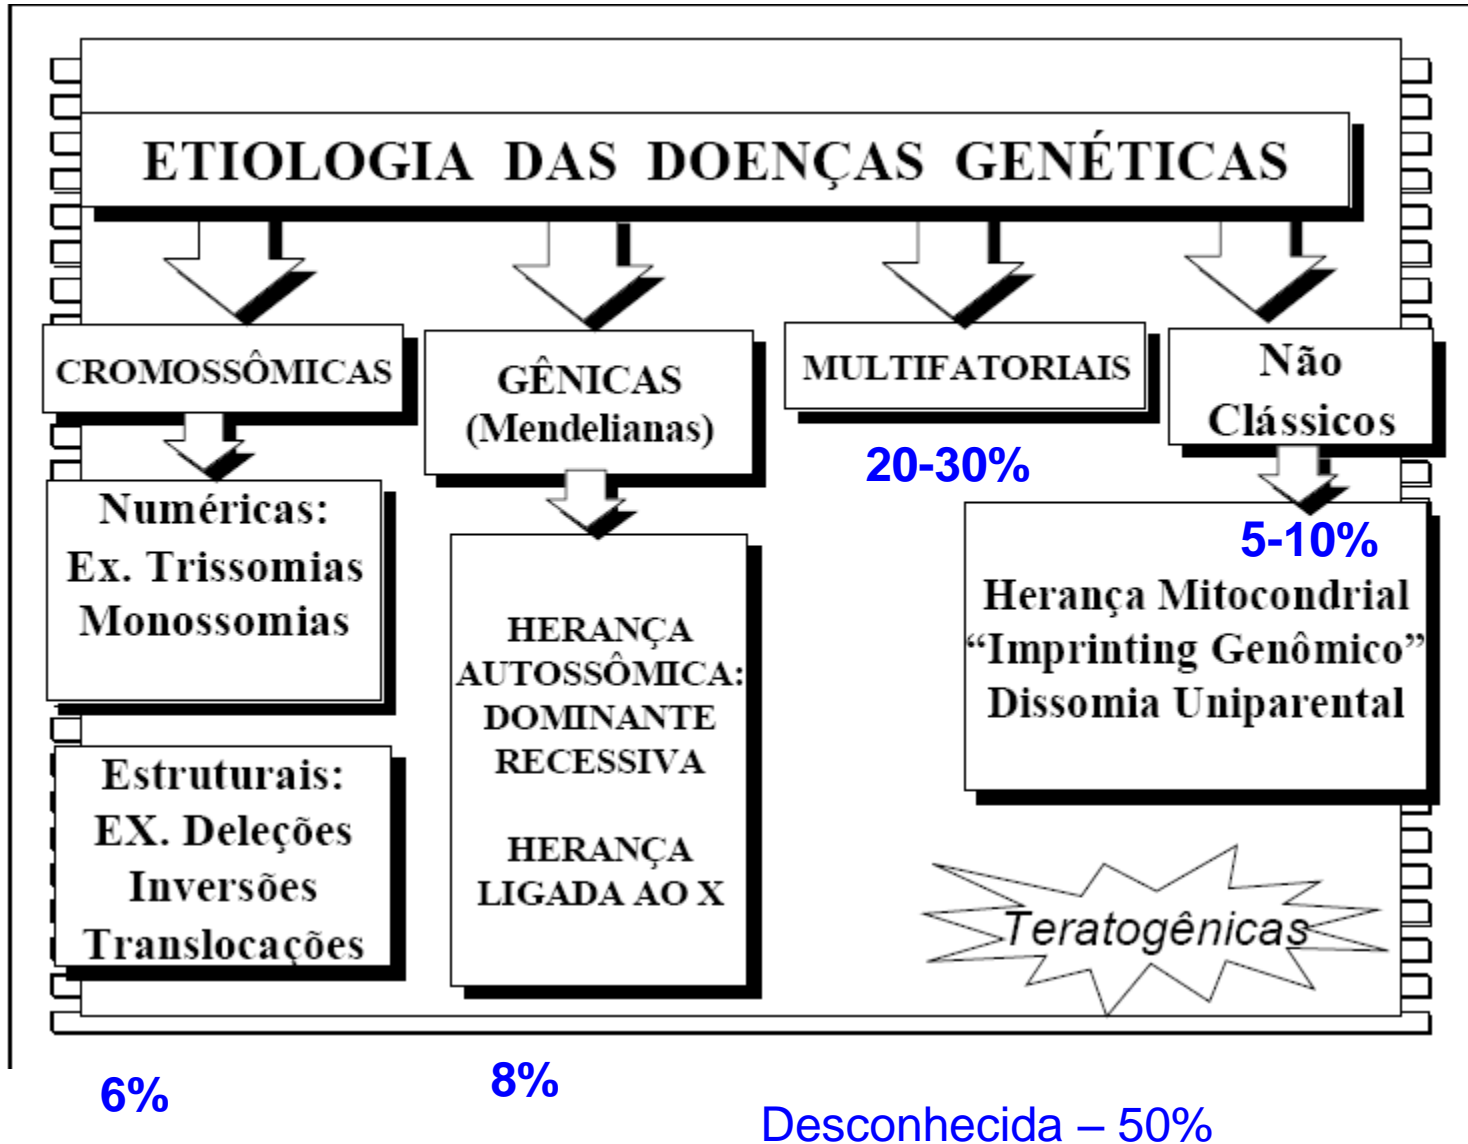 ETIOLOGIA DAS DOENÇAS GENÉTICAS
CROMOSSÔMICAS
Numéricas:
Ex. Trissomias
Monossomias
Estruturais:
EX. Deleções
Inversões
Translocações
6%
GÊNICAS
(Mendelianas)
HERANÇA
AUTOSSÔMICA:
DOMINANTE
RECESSIVA
HERANÇA
LIGADA AO X
8%
MULTIFATORIAIS
20-30%
Não
Clássicos
5-10%
Herança Mitocondrial
“Imprinting Genômico”
Dissomia Uniparental
Teratogênicas
Desconhecida – 50%